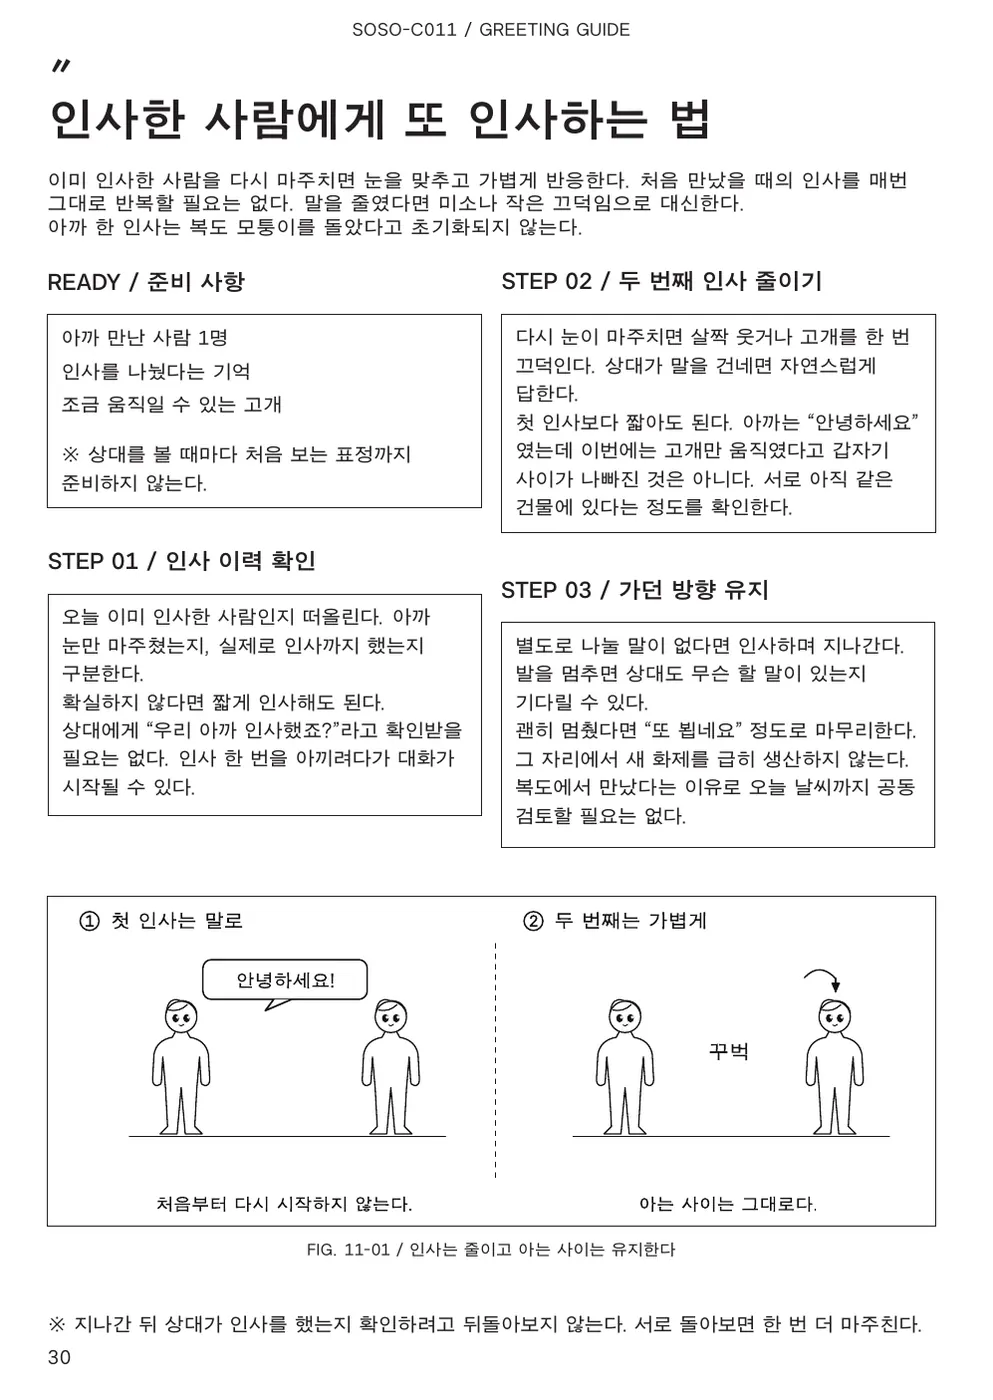 SOSO-C011 / GREETING GUIDE
〃
인사한 사람에게 또 인사하는 법
이미 인사한 사람을 다시 마주치면 눈을 맞추고 가볍게 반응한다. 처음 만났을 때의 인사를 매번
그대로 반복할 필요는 없다. 말을 줄였다면 미소나 작은 끄덕임으로 대신한다.
아까 한 인사는 복도 모퉁이를 돌았다고 초기화되지 않는다.
READY / 준비 사항
아까 만난 사람 1명
인사를 나눴다는 기억
조금 움직일 수 있는 고개
※ 상대를 볼 때마다 처음 보는 표정까지
준비하지 않는다.
STEP 01 / 인사 이력 확인
오늘 이미 인사한 사람인지 떠올린다. 아까
눈만 마주쳤는지, 실제로 인사까지 했는지
구분한다.
확실하지 않다면 짧게 인사해도 된다.
상대에게 “우리 아까 인사했죠?”라고 확인받을
필요는 없다. 인사 한 번을 아끼려다가 대화가
시작될 수 있다.
STEP 02 / 두 번째 인사 줄이기
다시 눈이 마주치면 살짝 웃거나 고개를 한 번
끄덕인다. 상대가 말을 건네면 자연스럽게
답한다.
첫 인사보다 짧아도 된다. 아까는 “안녕하세요”
였는데 이번에는 고개만 움직였다고 갑자기
사이가 나빠진 것은 아니다. 서로 아직 같은
건물에 있다는 정도를 확인한다.
STEP 03 / 가던 방향 유지
별도로 나눌 말이 없다면 인사하며 지나간다.
발을 멈추면 상대도 무슨 할 말이 있는지
기다릴 수 있다.
괜히 멈췄다면 “또 뵙네요” 정도로 마무리한다.
그 자리에서 새 화제를 급히 생산하지 않는다.
복도에서 만났다는 이유로 오늘 날씨까지 공동
검토할 필요는 없다.
① 첫 인사는 말로
안녕하세요!
처음부터 다시 시작하지 않는다.
② 두 번째는 가볍게
꾸벅
아는 사이는 그대로다.
FIG. 11-01 / 인사는 줄이고 아는 사이는 유지한다
※ 지나간 뒤 상대가 인사를 했는지 확인하려고 뒤돌아보지 않는다. 서로 돌아보면 한 번 더 마주친다.
30